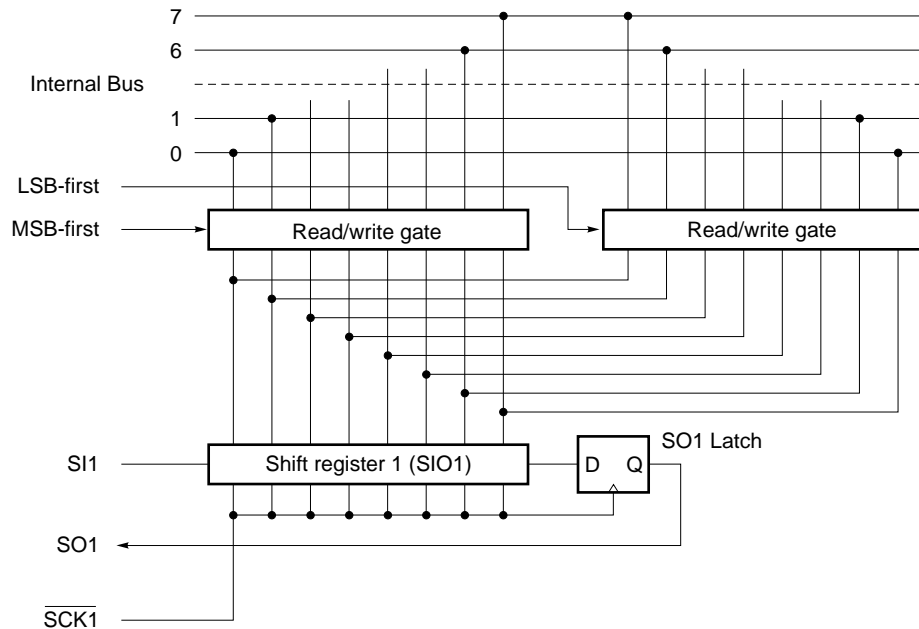 7
6
Internal Bus
1
0
LSB-first
MSB-first
Read/write gate
Read/write gate
SO1 Latch
SI1
Shift register 1 (SIO1)
D Q
SO1
SCK1